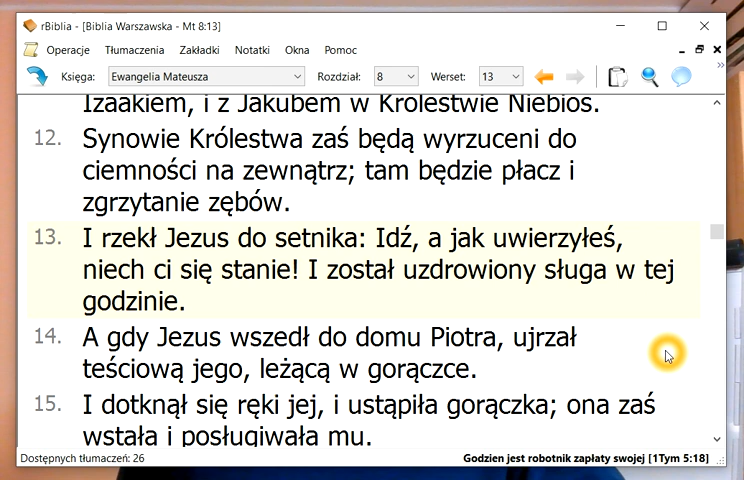 rBiblia - [Biblia Warszawska - Mt 8:13]
Operacje Tłumaczenia Zakładki Notatki Okna Pomoc
Księga: Ewangelia Mateusza Rozdział: 8 Werset: 13
Izaakiem, i z Jakubem w Królestwie Niebios.
12. Synowie Królestwa zaś będą wyrzuceni do
ciemności na zewnątrz; tam będzie płacz i
zgrzytanie zębów.
13. I rzekł Jezus do setnika: Idź, a jak uwierzyłeś,
niech ci się stanie! I został uzdrowiony sługa w tej
godzinie.
14. A gdy Jezus wszedł do domu Piotra, ujrzał
teściową jego, leżącą w gorączce.
15. I dotknął się ręki jej, i ustąpiła gorączka; ona zaś
wstała i posługiwała mu.
Dostępnych tłumaczeń: 26 Godzien jest robotnik zapłaty swojej [1Tym 5:18]